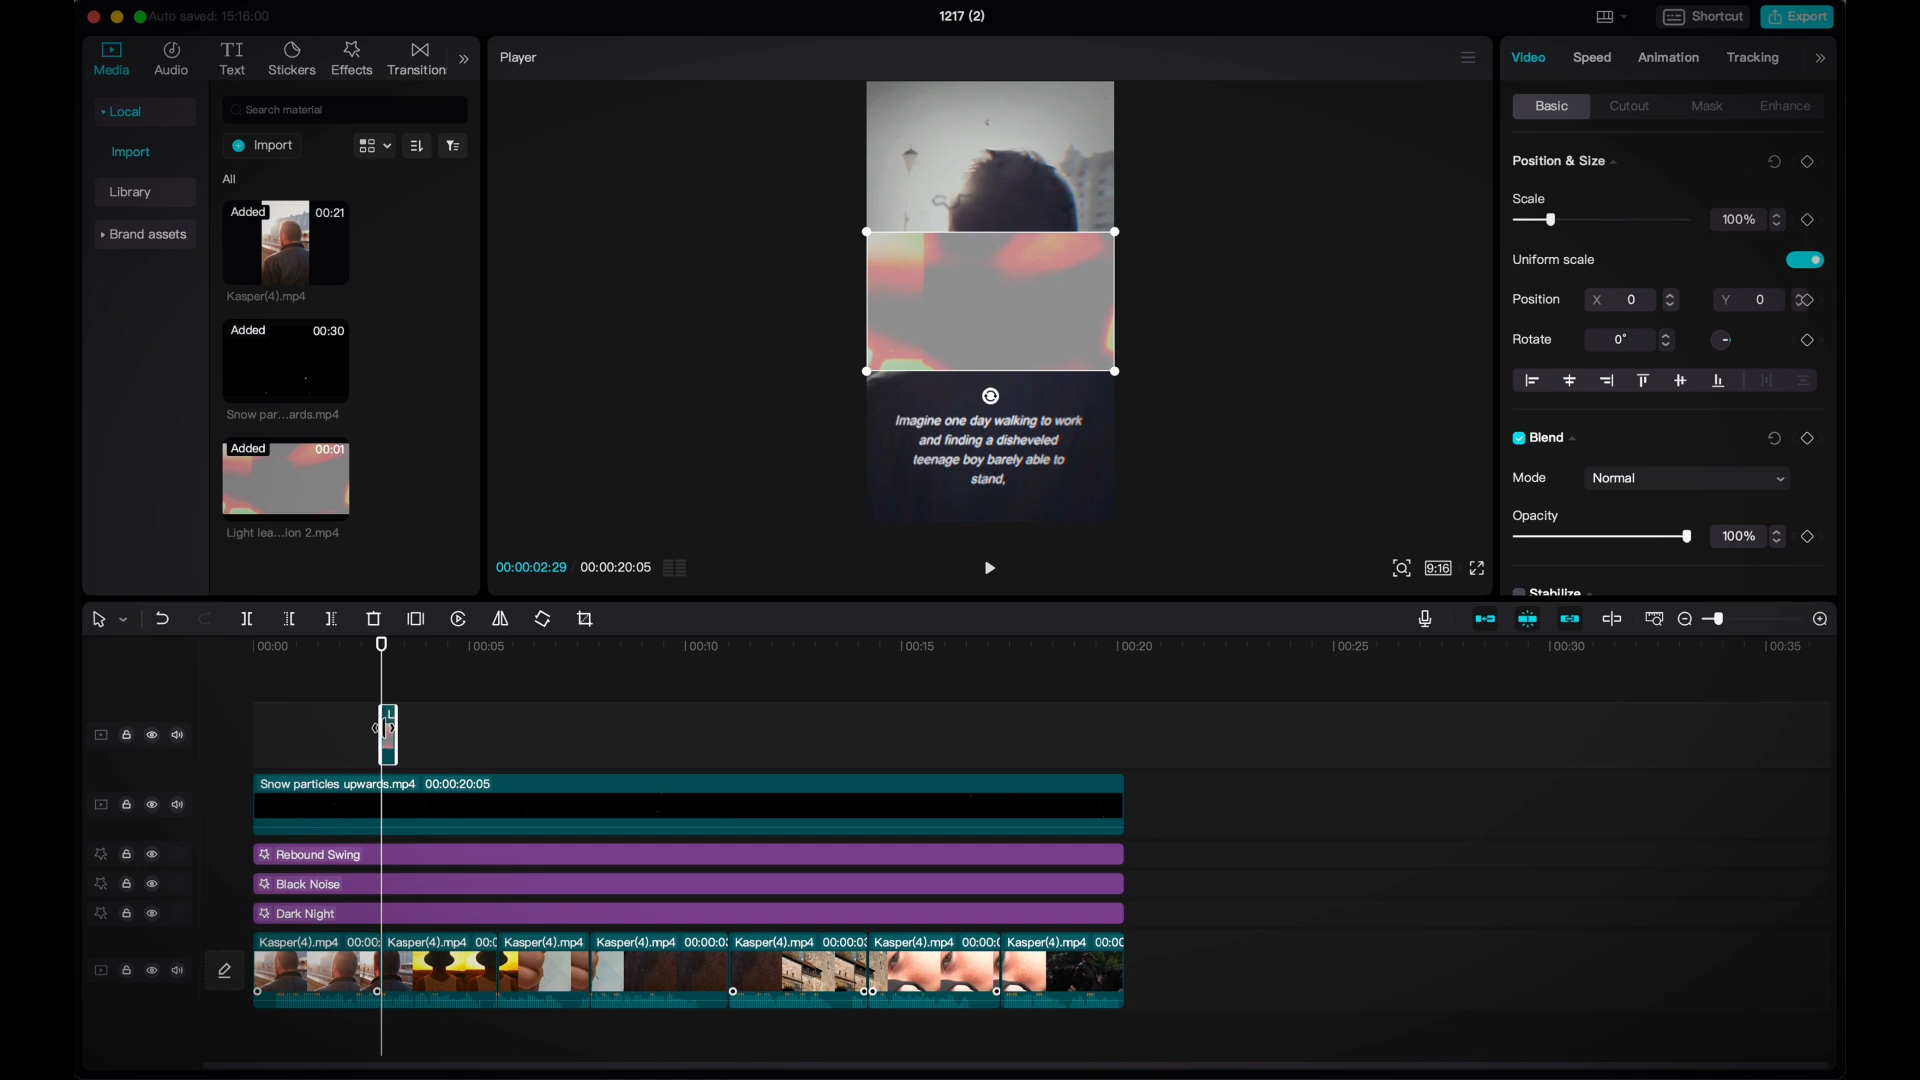 Auto saved: 15:16:00
1217 (2)
Shortcut
Export
Media
Audio
Text
Stickers
Effects
Transition
Local
Import
Library
Brand assets
Search material
Import
All
Added 00:21
Kasper(4).mp4
Added 00:30
Snow par...ards.mp4
Added 00:01
Light lea...ion 2.mp4
Player
Imagine one day walking to work
and finding a disheveled
teenage boy barely able to
stand,
00:00:02:29 00:00:20:05
9:16
Video
Speed
Animation
Tracking
Basic
Cutout
Mask
Enhance
Position & Size
Scale
100%
Uniform scale
Position X 0 Y 0
Rotate 0°
Blend
Mode Normal
Opacity
100%
Stabilize
00:00 00:05 00:10 00:15 00:20 00:25 00:30 00:35
L
Snow particles upwards.mp4 00:00:20:05
Rebound Swing
Black Noise
Dark Night
Kasper(4).mp4 00:00: Kasper(4).mp4 00:0 Kasper(4).mp4 Kasper(4).mp4 00:00:03 Kasper(4).mp4 00:00:03 Kasper(4).mp4 00:00:0 Kasper(4).mp4 00:00